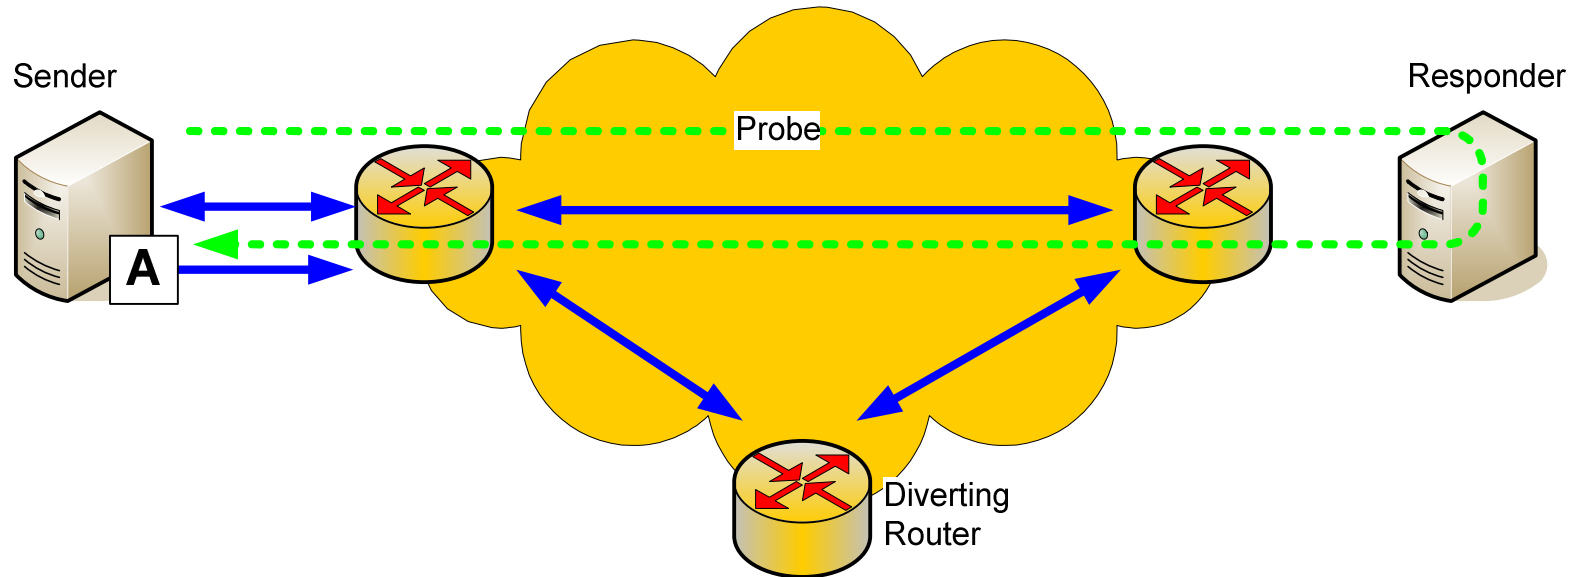 Sender
Responder
Probe
A
Diverting
Router